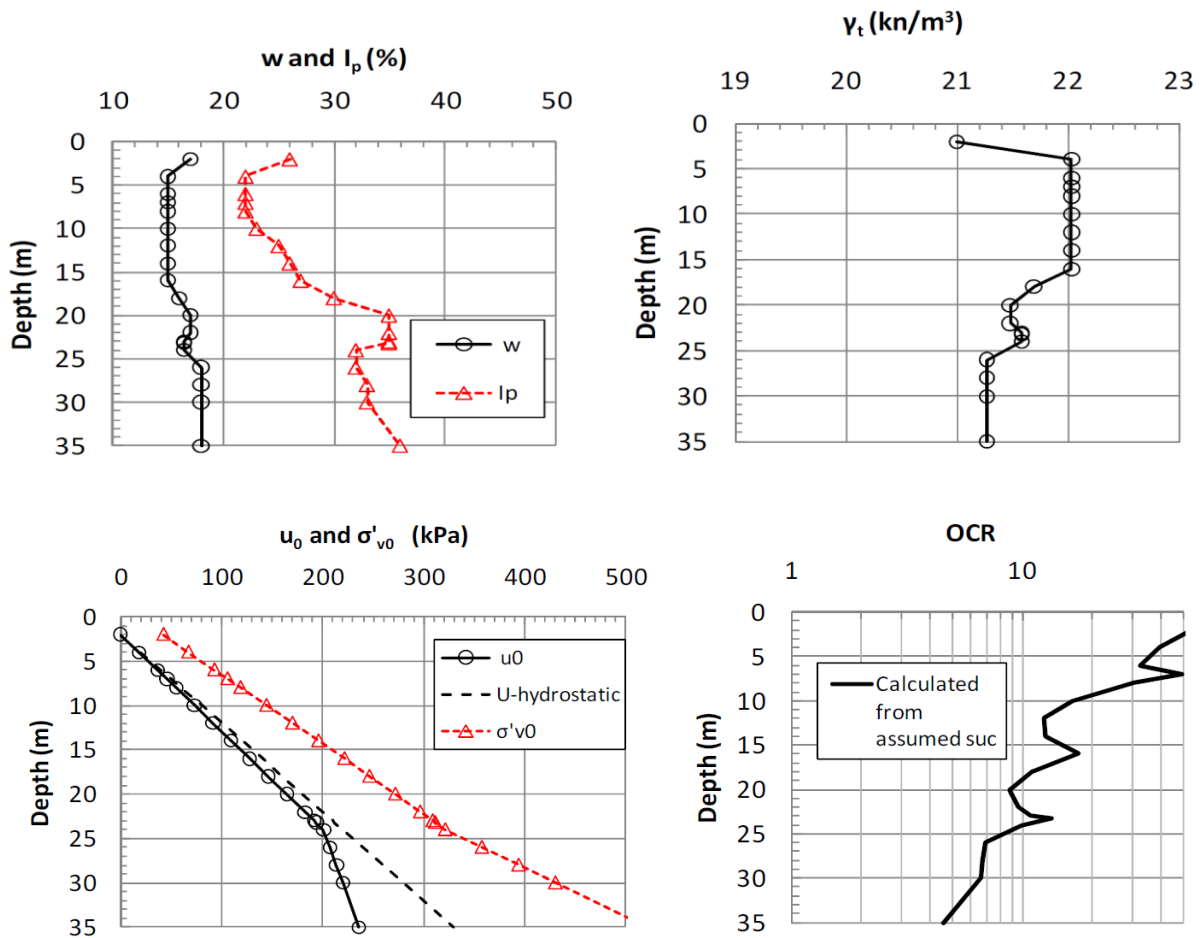 w and Ip (%)
10 20 30 40 50
0
5
10
15
20
25
30
35
Depth (m)
w
Ip
γt (kn/m³)
19 20 21 22 23
0
5
10
15
20
25
30
35
Depth (m)
u0 and σ'v0 (kPa)
0 100 200 300 400 500
0
5
10
15
20
25
30
35
Depth (m)
u0
U-hydrostatic
σ'v0
OCR
1 10
0
5
10
15
20
25
30
35
Depth (m)
Calculated
from
assumed suc